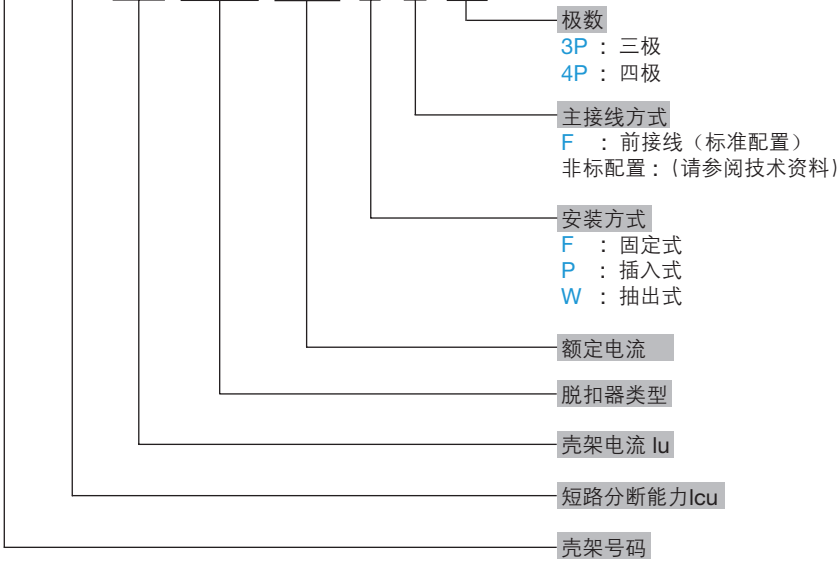 极数
3P : 三极
4P : 四极
主接线方式
F : 前接线（标准配置）
非标配置 :（请参阅技术资料）
安装方式
F : 固定式
P : 插入式
W : 抽出式
额定电流
脱扣器类型
壳架电流 Iu
短路分断能力Icu
壳架号码